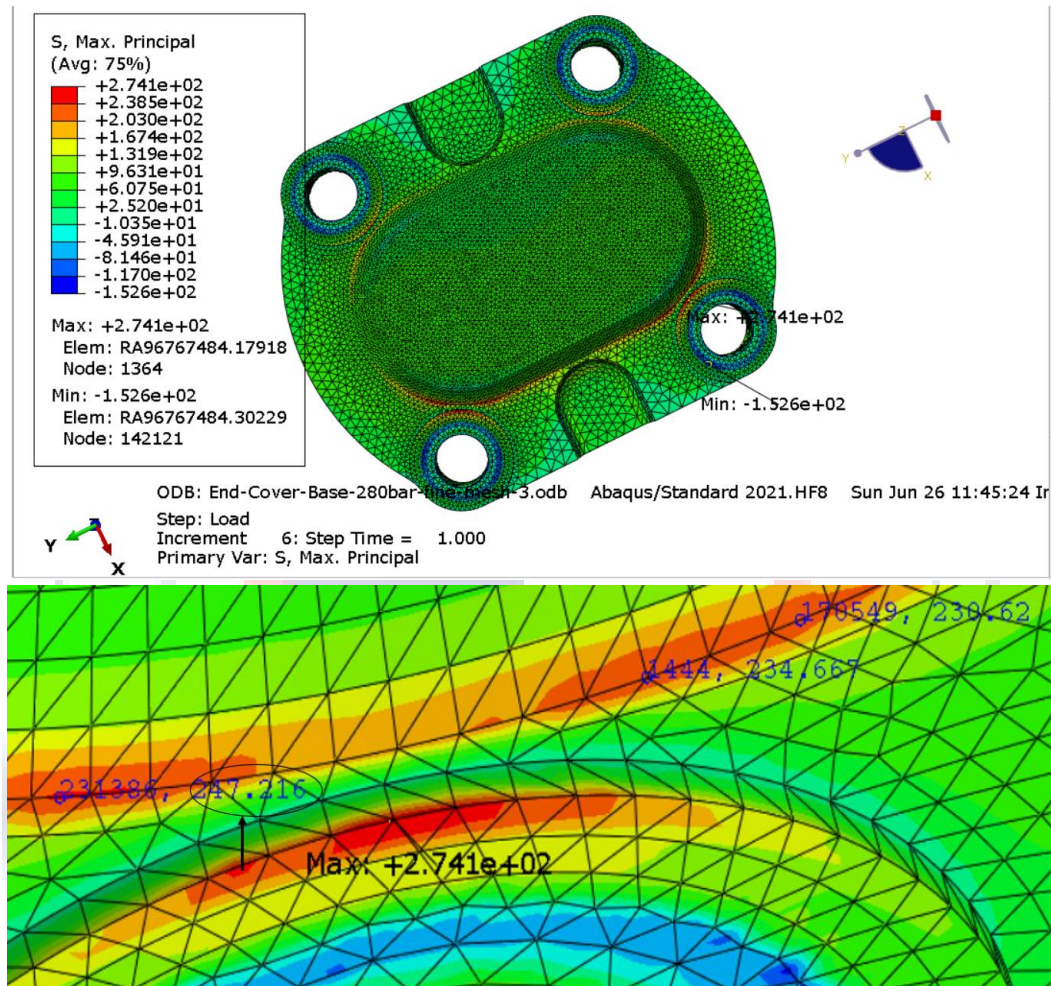 S, Max. Principal
(Avg: 75%)
+2.741e+02
+2.385e+02
+2.030e+02
+1.674e+02
+1.319e+02
+9.631e+01
+6.075e+01
+2.520e+01
-1.035e+01
-4.591e+01
-8.146e+01
-1.170e+02
-1.526e+02
Max: +2.741e+02
Elem: RA96767484.17918
Node: 1364
Min: -1.526e+02
Elem: RA96767484.30229
Node: 142121
Z
Y
X
Max: +2.741e+02
Min: -1.526e+02
ODB: End-Cover-Base-280bar-fine-mesh-3.odb Abaqus/Standard 2021.HF8 Sun Jun 26 11:45:24 Ir
Step: Load
Increment 6: Step Time = 1.000
Primary Var: S, Max. Principal
Y
X
170549, 230.62
1444, 234.667
231386, 247.216
Max: +2.741e+02